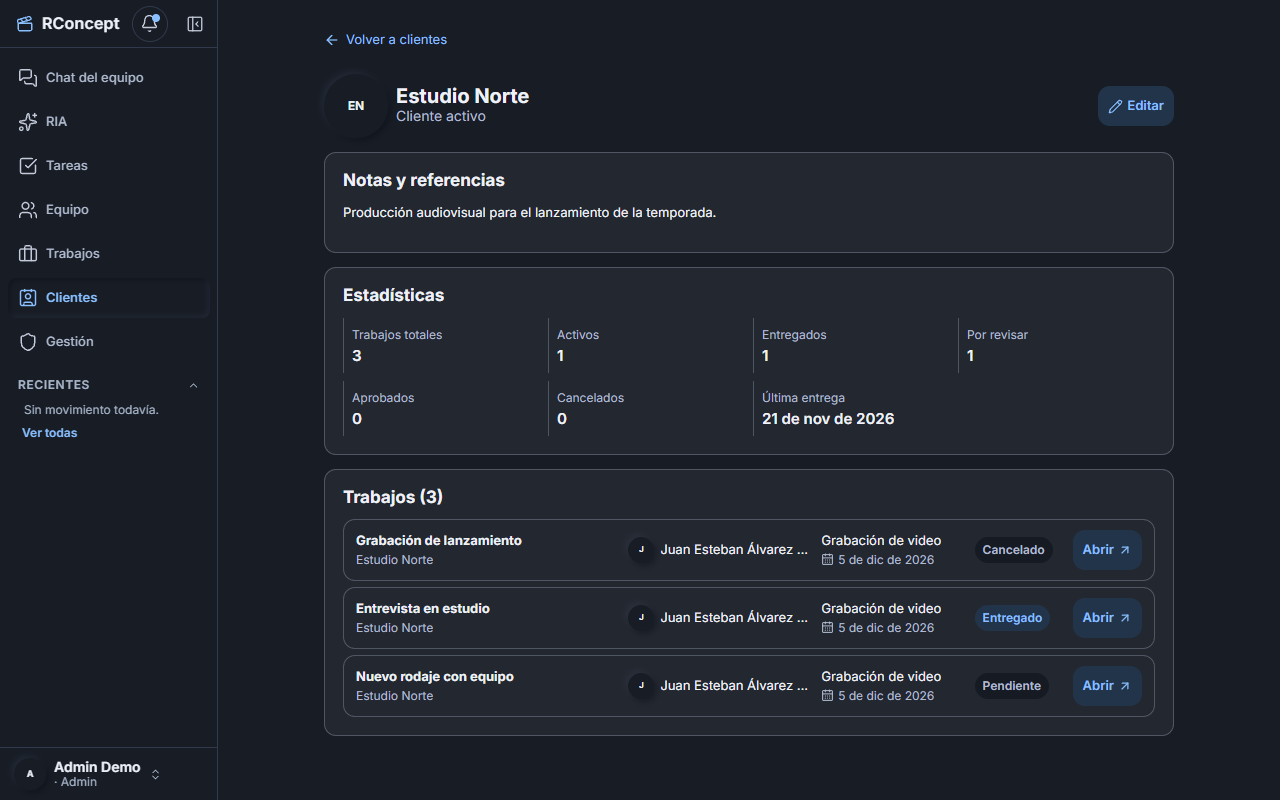 RConcept
Chat del equipo
RIA
Tareas
Equipo
Trabajos
Clientes
Gestión
RECIENTES
Sin movimiento todavía.
Ver todas
A
Admin Demo
· Admin
Volver a clientes
EN
Estudio Norte
Cliente activo
Editar
Notas y referencias
Producción audiovisual para el lanzamiento de la temporada.
Estadísticas
Trabajos totales
3
Activos
1
Entregados
1
Por revisar
1
Aprobados
0
Cancelados
0
Última entrega
21 de nov de 2026
Trabajos (3)
Grabación de lanzamiento
Estudio Norte
J
Juan Esteban Álvarez ...
Grabación de video
5 de dic de 2026
Cancelado
Abrir
Entrevista en estudio
Estudio Norte
J
Juan Esteban Álvarez ...
Grabación de video
5 de dic de 2026
Entregado
Abrir
Nuevo rodaje con equipo
Estudio Norte
J
Juan Esteban Álvarez ...
Grabación de video
5 de dic de 2026
Pendiente
Abrir